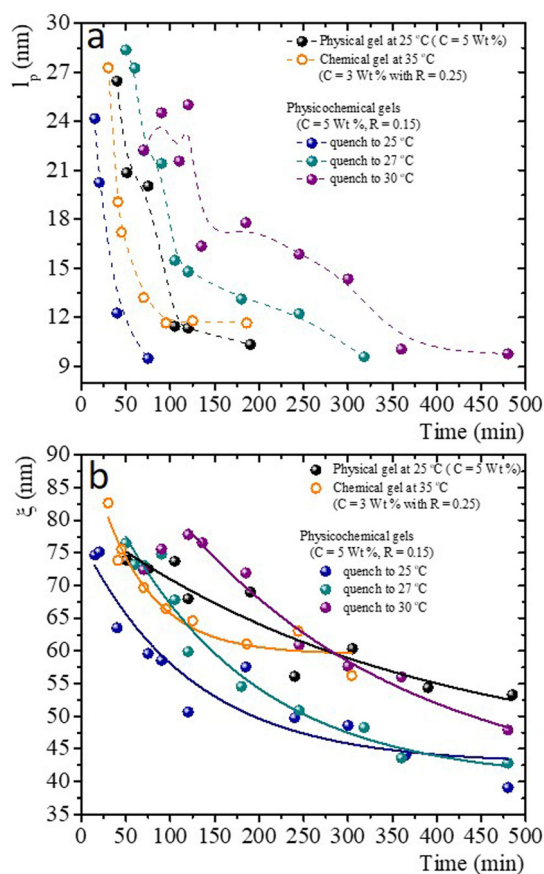 a
lp (nm)
30
27
24
21
18
15
12
9
Physical gel at 25 °C ( C = 5 Wt %)
Chemical gel at 35 °C
(C = 3 Wt % with R = 0.25)
Physicochemical gels
(C = 5 Wt %, R = 0.15)
quench to 25 °C
quench to 27 °C
quench to 30 °C
0 50 100 150 200 250 300 350 400 450 500
Time (min)
b
ξ (nm)
90
85
80
75
70
65
60
55
50
45
40
35
Physical gel at 25 °C ( C = 5 Wt %)
Chemical gel at 35 °C
(C = 3 Wt % with R = 0.25)
Physicochemical gels
(C = 5 Wt %, R = 0.15)
quench to 25 °C
quench to 27 °C
quench to 30 °C
0 50 100 150 200 250 300 350 400 450 500
Time (min)